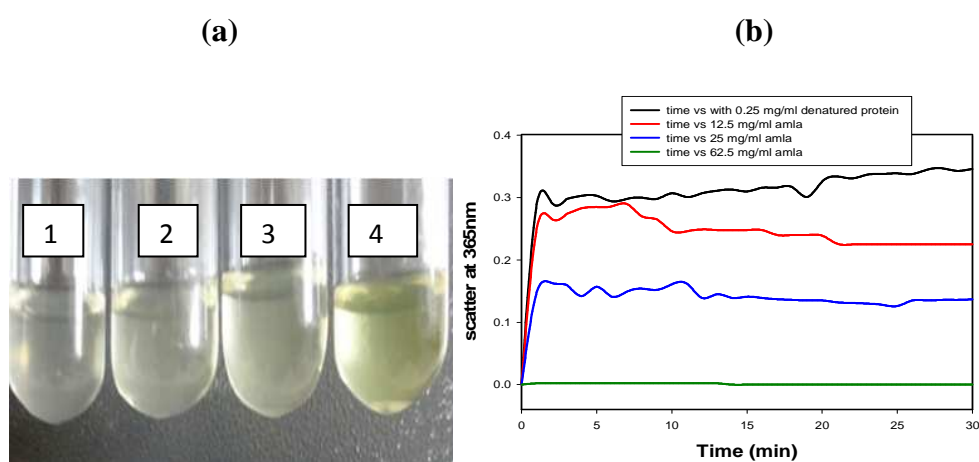 (a)
(b)
1
2
3
4
time vs with 0.25 mg/ml denatured protein
time vs 12.5 mg/ml amla
time vs 25 mg/ml amla
time vs 62.5 mg/ml amla
scatter at 365nm
0.4
0.3
0.2
0.1
0.0
0 5 10 15 20 25 30
Time (min)